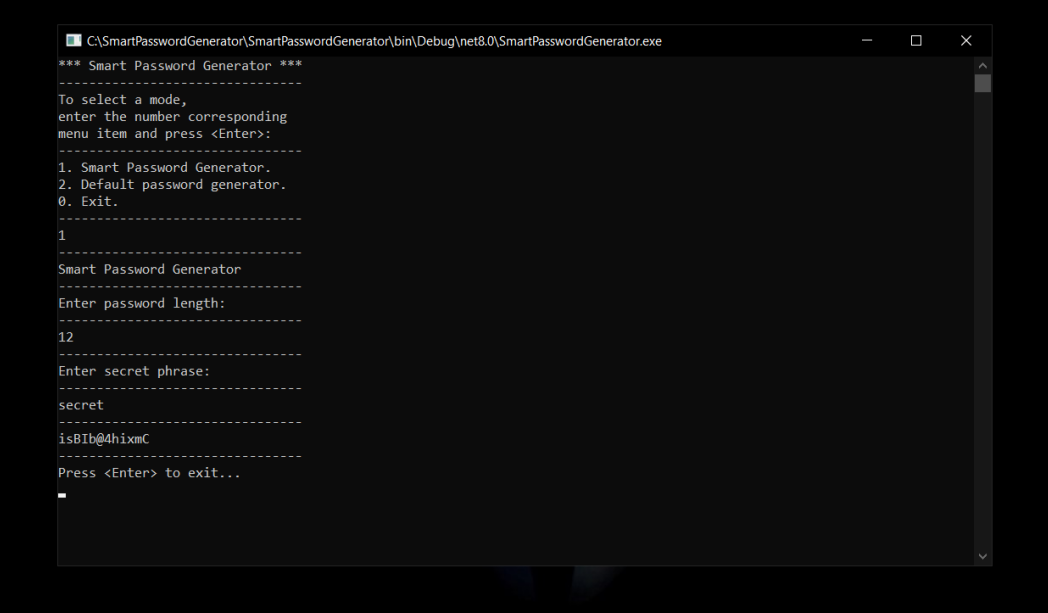 C:\SmartPasswordGenerator\SmartPasswordGenerator\bin\Debug\net8.0\SmartPasswordGenerator.exe
*** Smart Password Generator ***
--------------------------------
To select a mode,
enter the number corresponding
menu item and press <Enter>:
--------------------------------
1. Smart Password Generator.
2. Default password generator.
0. Exit.
--------------------------------
1
--------------------------------
Smart Password Generator
--------------------------------
Enter password length:
--------------------------------
12
--------------------------------
Enter secret phrase:
--------------------------------
secret
--------------------------------
isBIb@4hixmC
--------------------------------
Press <Enter> to exit...